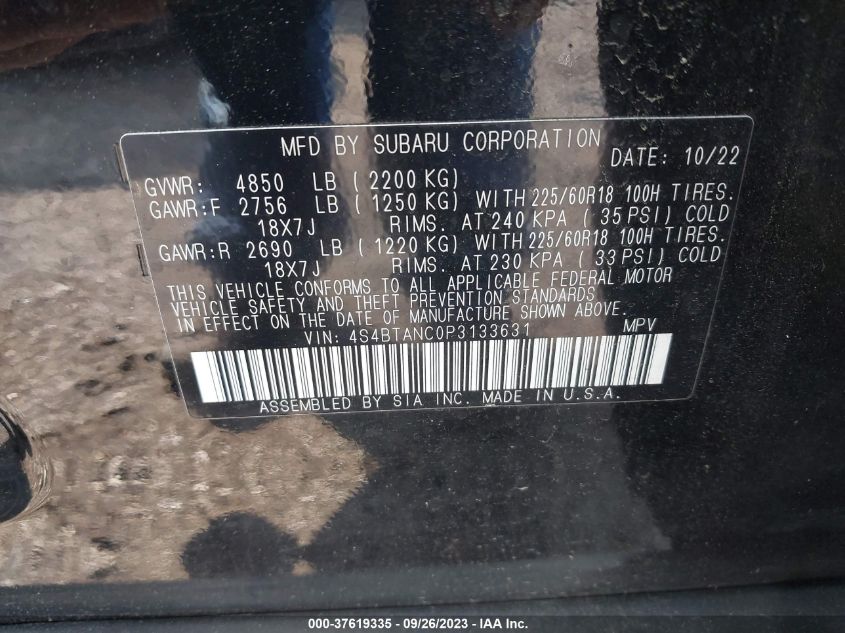 MFD BY SUBARU CORPORATION DATE: 10/22
GVWR: 4850 LB ( 2200 KG)
GAWR:F 2756 LB ( 1250 KG) WITH 225/60R18 100H TIRES.
18X7J RIMS. AT 240 KPA ( 35 PSI) COLD
GAWR:R 2690 LB ( 1220 KG) WITH 225/60R18 100H TIRES.
18X7J RIMS. AT 230 KPA ( 33 PSI) COLD
THIS VEHICLE CONFORMS TO ALL APPLICABLE FEDERAL MOTOR
VEHICLE SAFETY AND THEFT PREVENTION STANDARDS
IN EFFECT ON THE DATE OF MANUFACTURE SHOWN ABOVE.
VIN: 4S4BTANC0P3133631 MPV
ASSEMBLED BY SIA INC. MADE IN U.S.A.
000-37619335 - 09/26/2023 - IAA Inc.